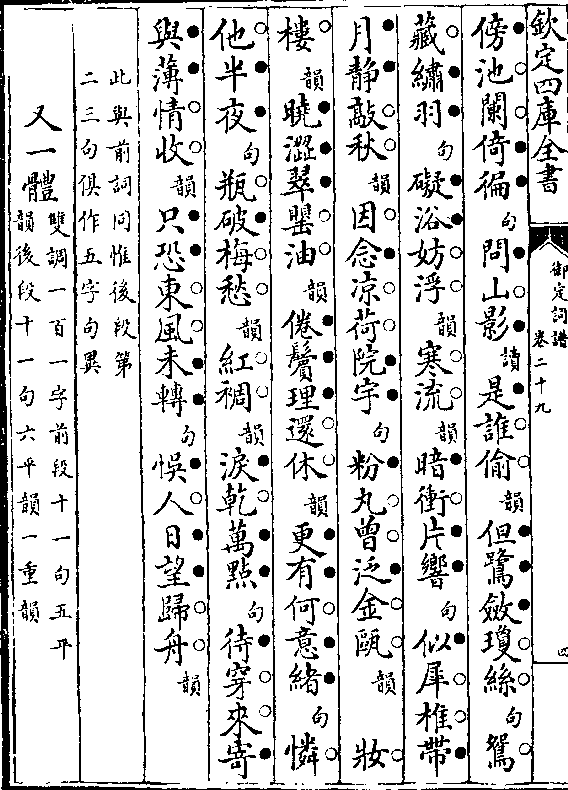 欽定四庫全書
御定詞譜
卷二十九
四
傍池闌倚徧句問山影讀是誰偷韻但鷺斂瓊絲句鴛
藏繡羽句礙浴妨浮韻寒流韻暗衝片響句似犀椎帶
月靜敲秋韻因念凉荷院宇句粉丸曾泛金甌韻 妝
樓韻曉澀翠罌油韻倦鬢理還休韻更有何意緒句憐
他半夜句瓶破梅愁韻紅裯韻淚乾萬點句待穿來寄
與薄情收韻只恐東風未轉句悞人日望歸舟韻
此與前詞同惟後段第
二三句俱作五字句異
又一體雙調一百一字前段十一句五平
韻後段十一句六平韻一重韻